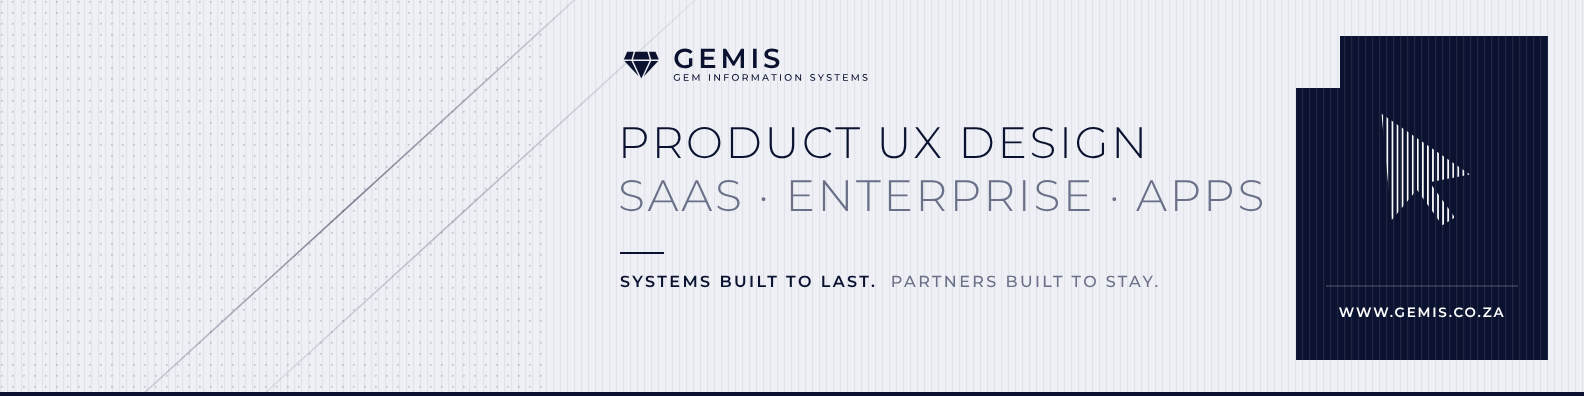 GEMIS
GEM INFORMATION SYSTEMS
PRODUCT UX DESIGN
SAAS · ENTERPRISE · APPS
SYSTEMS BUILT TO LAST. PARTNERS BUILT TO STAY.
WWW.GEMIS.CO.ZA